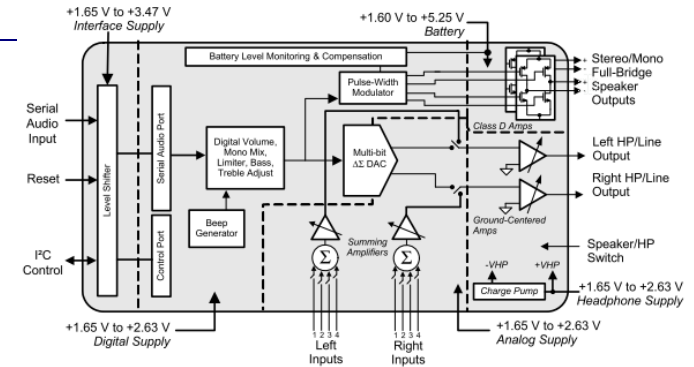 +1.65 V to +3.47 V
Interface Supply
+1.60 V to +5.25 V
Battery
Battery Level Monitoring & Compensation
Pulse-Width
Modulator
Stereo/Mono
Full-Bridge
Speaker
Outputs
+
-
+
-
Class D Amps
Serial
Audio
Input
Reset
I²C
Control
Level Shifter
Serial Audio Port
Control Port
Digital Volume,
Mono Mix,
Limiter, Bass,
Treble Adjust
Beep
Generator
Multi-bit
ΔΣ DAC
Left HP/Line
Output
Right HP/Line
Output
Ground-Centered
Amps
Summing
Amplifiers
Σ
Σ
Speaker/HP
Switch
-VHP
+VHP
Charge Pump
+1.65 V to +2.63 V
Headphone Supply
+1.65 V to +2.63 V
Digital Supply
1 2 3 4
Left
Inputs
1 2 3 4
Right
Inputs
+1.65 V to +2.63 V
Analog Supply